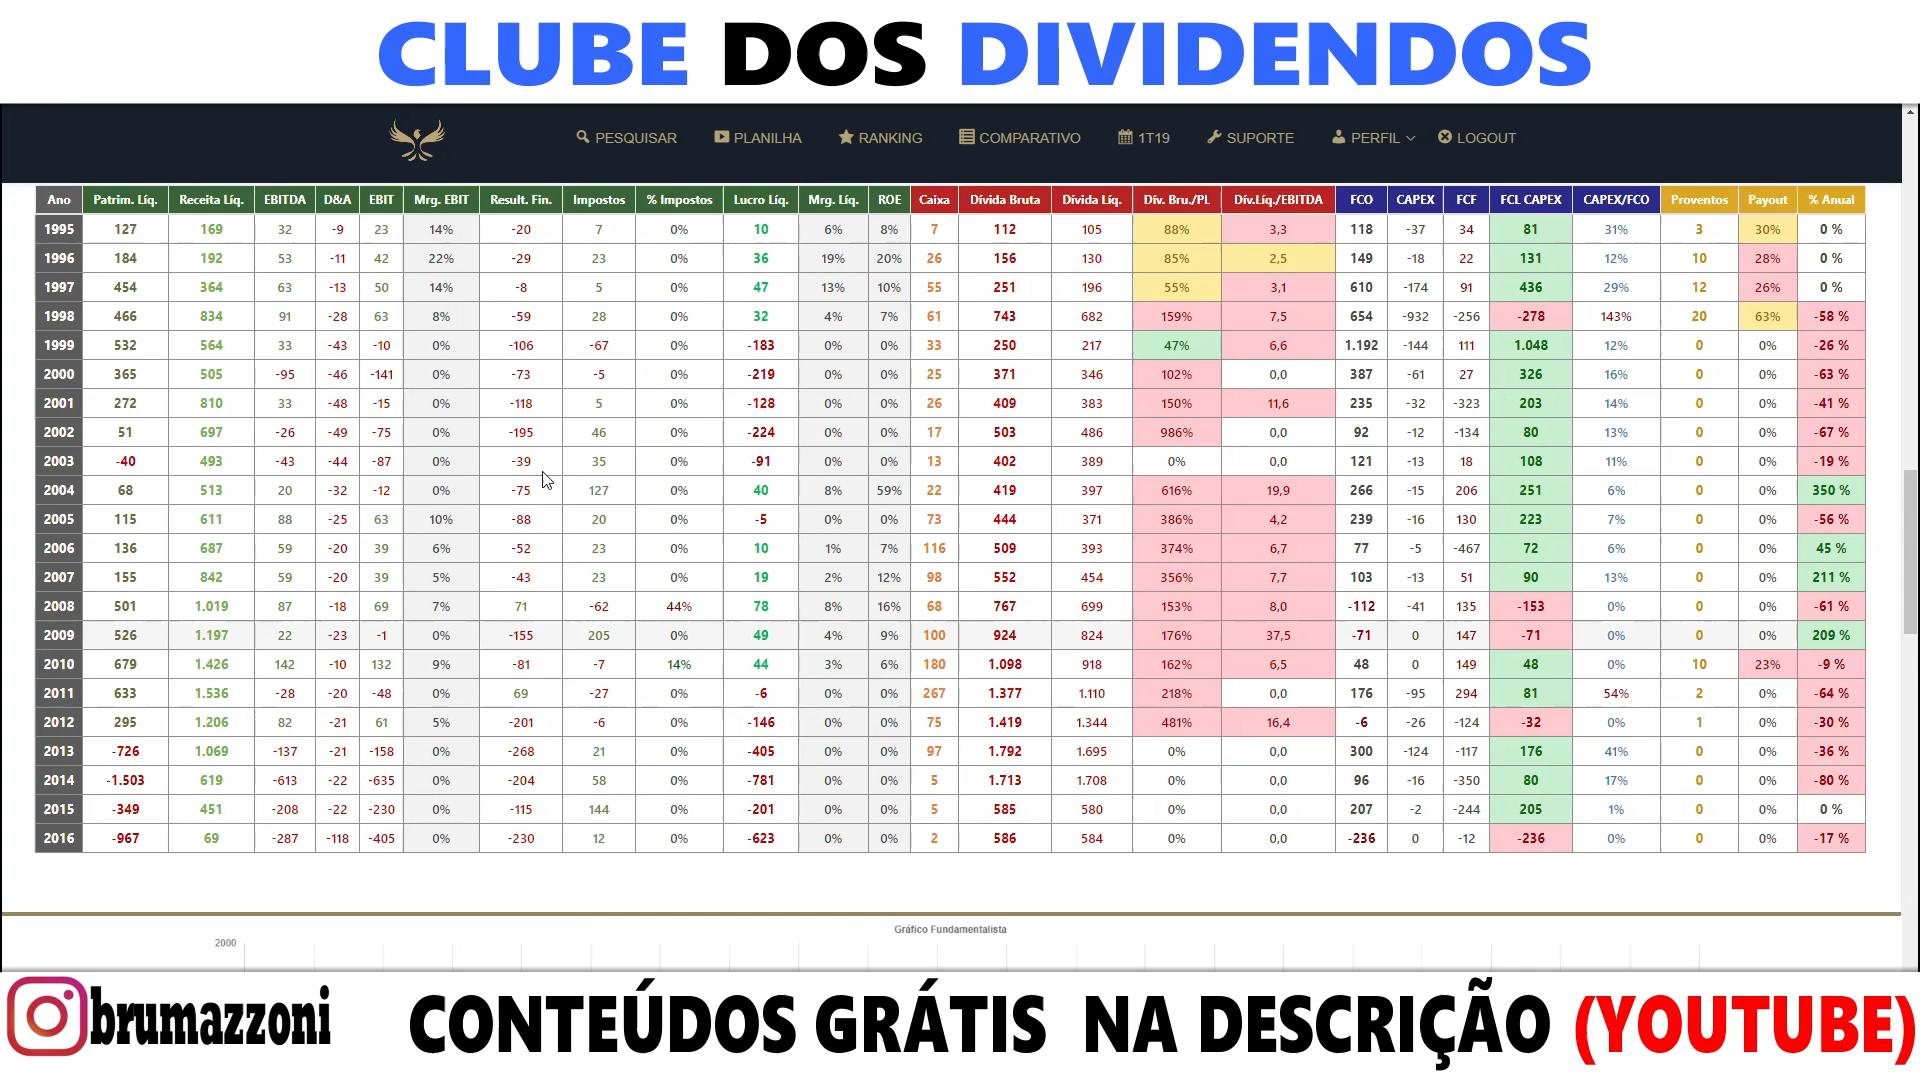 CLUBE DOS DIVIDENDOS
PESQUISAR PLANILHA RANKING COMPARATIVO 1T19 SUPORTE PERFIL LOGOUT
Ano Patrim. Líq. Receita Líq. EBITDA D&A EBIT Mrg. EBIT Result. Fin. Impostos % Impostos Lucro Líq. Mrg. Líq. ROE Caixa Dívida Bruta Dívida Líq. Dív. Bru./PL Dív.Líq./EBITDA FCO CAPEX FCF FCL CAPEX CAPEX/FCO Proventos Payout % Anual
1995 127 169 32 -9 23 14% -20 7 0% 10 6% 8% 7 112 105 88% 3,3 118 -37 34 81 31% 3 30% 0 %
1996 184 192 53 -11 42 22% -29 23 0% 36 19% 20% 26 156 130 85% 2,5 149 -18 22 131 12% 10 28% 0 %
1997 454 364 63 -13 50 14% -8 5 0% 47 13% 10% 55 251 196 55% 3,1 610 -174 91 436 29% 12 26% 0 %
1998 466 834 91 -28 63 8% -59 28 0% 32 4% 7% 61 743 682 159% 7,5 654 -932 -256 -278 143% 20 63% -58 %
1999 532 564 33 -43 -10 0% -106 -67 0% -183 0% 0% 33 250 217 47% 6,6 1.192 -144 111 1.048 12% 0 0% -26 %
2000 365 505 -95 -46 -141 0% -73 -5 0% -219 0% 0% 25 371 346 102% 0,0 387 -61 27 326 16% 0 0% -63 %
2001 272 810 33 -48 -15 0% -118 5 0% -128 0% 0% 26 409 383 150% 11,6 235 -32 -323 203 14% 0 0% -41 %
2002 51 697 -26 -49 -75 0% -195 46 0% -224 0% 0% 17 503 486 986% 0,0 92 -12 -134 80 13% 0 0% -67 %
2003 -40 493 -43 -44 -87 0% -39 35 0% -91 0% 0% 13 402 389 0% 0,0 121 -13 18 108 11% 0 0% -19 %
2004 68 513 20 -32 -12 0% -75 127 0% 40 8% 59% 22 419 397 616% 19,9 266 -15 206 251 6% 0 0% 350 %
2005 115 611 88 -25 63 10% -88 20 0% -5 0% 0% 73 444 371 386% 4,2 239 -16 130 223 7% 0 0% -56 %
2006 136 687 59 -20 39 6% -52 23 0% 10 1% 7% 116 509 393 374% 6,7 77 -5 -467 72 6% 0 0% 45 %
2007 155 842 59 -20 39 5% -43 23 0% 19 2% 12% 98 552 454 356% 7,7 103 -13 51 90 13% 0 0% 211 %
2008 501 1.019 87 -18 69 7% 71 -62 44% 78 8% 16% 68 767 699 153% 8,0 -112 -41 135 -153 0% 0 0% -61 %
2009 526 1.197 22 -23 -1 0% -155 205 0% 49 4% 9% 100 924 824 176% 37,5 -71 0 147 -71 0% 0 0% 209 %
2010 679 1.426 142 -10 132 9% -81 -7 14% 44 3% 6% 180 1.098 918 162% 6,5 48 0 149 48 0% 10 23% -9 %
2011 633 1.536 -28 -20 -48 0% 69 -27 0% -6 0% 0% 267 1.377 1.110 218% 0,0 176 -95 294 81 54% 2 0% -64 %
2012 295 1.206 82 -21 61 5% -201 -6 0% -146 0% 0% 75 1.419 1.344 481% 16,4 -6 -26 -124 -32 0% 1 0% -30 %
2013 -726 1.069 -137 -21 -158 0% -268 21 0% -405 0% 0% 97 1.792 1.695 0% 0,0 300 -124 -117 176 41% 0 0% -36 %
2014 -1.503 619 -613 -22 -635 0% -204 58 0% -781 0% 0% 5 1.713 1.708 0% 0,0 96 -16 -350 80 17% 0 0% -80 %
2015 -349 451 -208 -22 -230 0% -115 144 0% -201 0% 0% 5 585 580 0% 0,0 207 -2 -244 205 1% 0 0% 0 %
2016 -967 69 -287 -118 -405 0% -230 12 0% -623 0% 0% 2 586 584 0% 0,0 -236 0 -12 -236 0% 0 0% -17 %
Gráfico Fundamentalista
2000
brumazzoni CONTEÚDOS GRÁTIS NA DESCRIÇÃO (YOUTUBE)